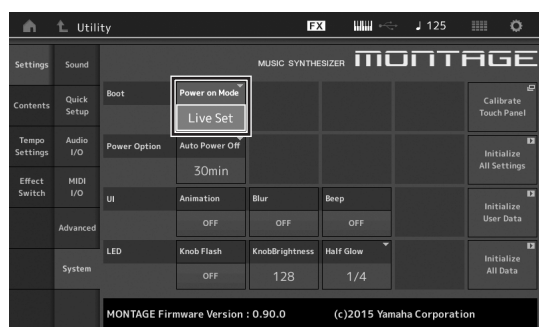 Utility
FX
♩ 125
Settings
Sound
MUSIC SYNTHESIZER MONTAGE
Contents
Quick
Setup
Boot
Power on Mode
Live Set
Calibrate
Touch Panel
Tempo
Settings
Audio
I/O
Power Option
Auto Power Off
30min
Initialize
All Settings
Effect
Switch
MIDI
I/O
UI
Animation
OFF
Blur
OFF
Beep
OFF
Initialize
User Data
Advanced
System
LED
Knob Flash
OFF
KnobBrightness
128
Half Glow
1/4
Initialize
All Data
MONTAGE Firmware Version : 0.90.0
(c)2015 Yamaha Corporation